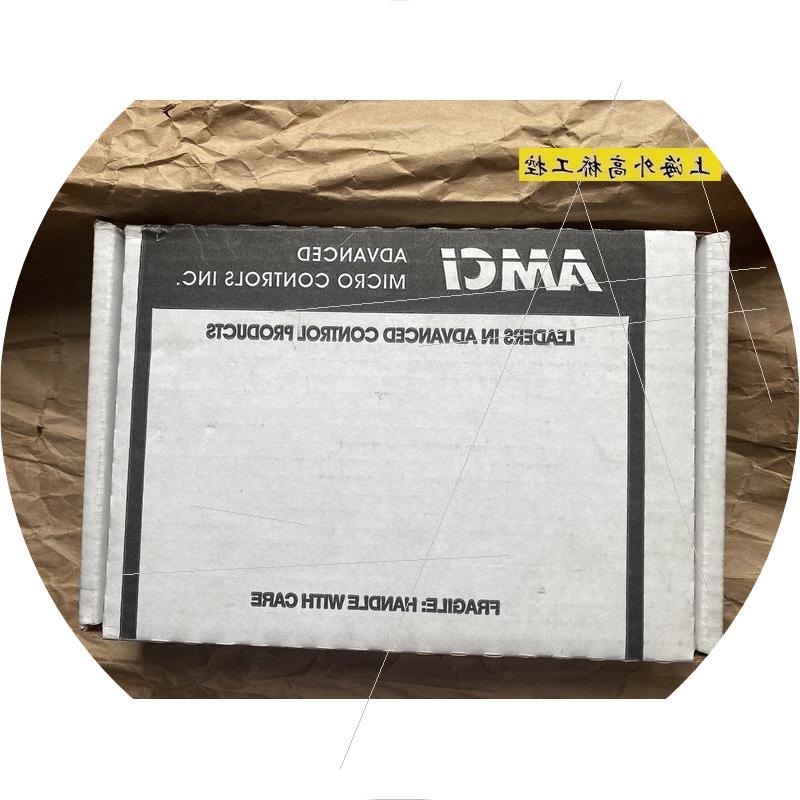 上海外高桥工控
AMCI
ADVANCED
MICRO CONTROLS INC.
LEADERS IN ADVANCED CONTROL PRODUCTS
FRAGILE: HANDLE WITH CARE